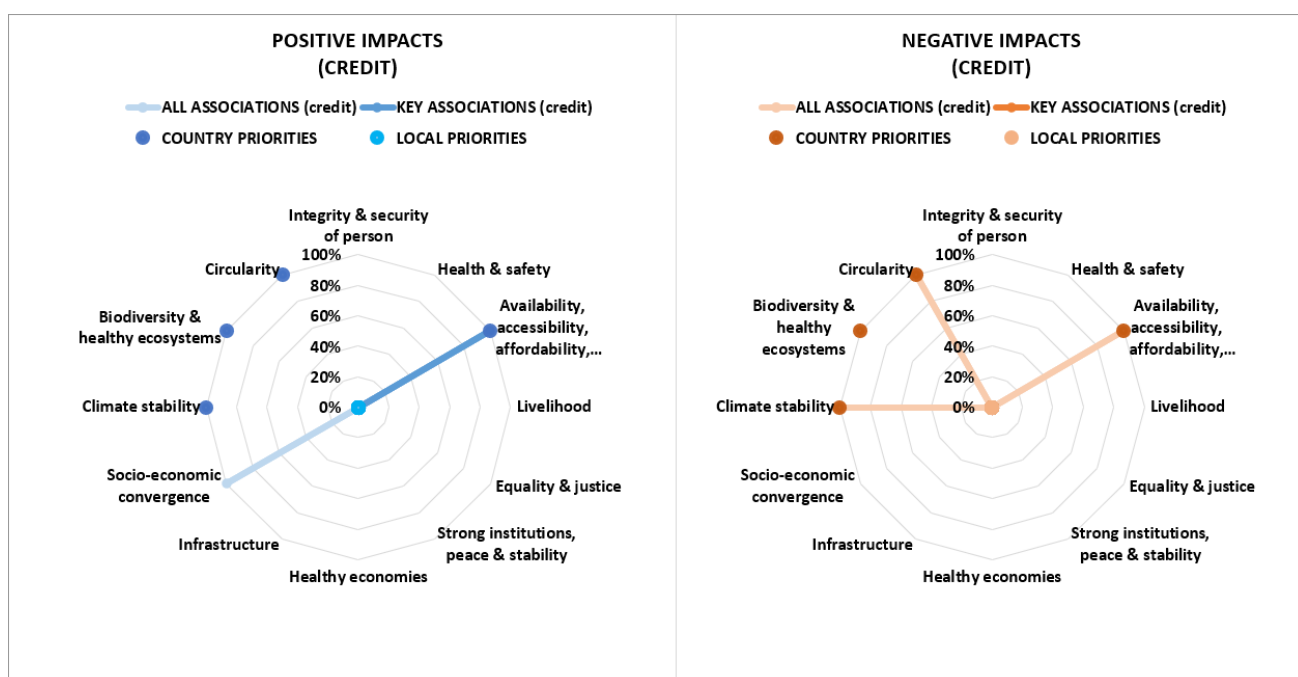 POSITIVE IMPACTS
(CREDIT)
ALL ASSOCIATIONS (credit)
KEY ASSOCIATIONS (credit)
COUNTRY PRIORITIES
LOCAL PRIORITIES
Integrity & security
of person
100%
80%
60%
40%
20%
0%
Health & safety
Availability,
accessibility,
affordability,...
Livelihood
Equality & justice
Strong institutions,
peace & stability
Healthy economies
Infrastructure
Socio-economic
convergence
Climate stability
Biodiversity &
healthy ecosystems
Circularity
NEGATIVE IMPACTS
(CREDIT)
ALL ASSOCIATIONS (credit)
KEY ASSOCIATIONS (credit)
COUNTRY PRIORITIES
LOCAL PRIORITIES
Integrity & security
of person
100%
80%
60%
40%
20%
0%
Health & safety
Availability,
accessibility,
affordability,...
Livelihood
Equality & justice
Strong institutions,
peace & stability
Healthy economies
Infrastructure
Socio-economic
convergence
Climate stability
Biodiversity &
healthy
ecosystems
Circularity